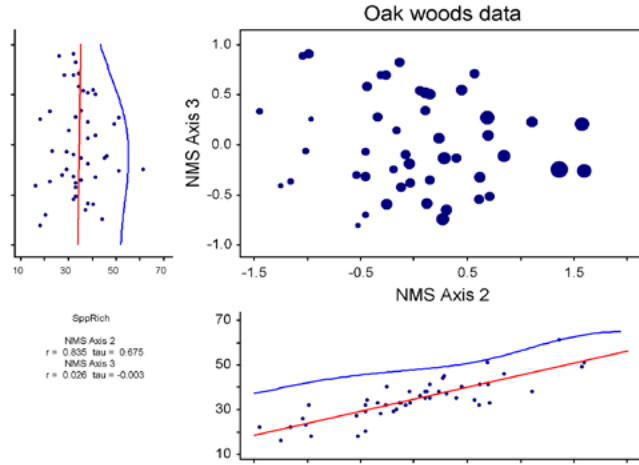 Oak woods data
1.0
0.5
0.0
-0.5
-1.0
NMS Axis 3
10 30 50 70
-1.5 -0.5 0.5 1.5
NMS Axis 2
SppRich
NMS Axis 2
r = 0.835 tau = 0.675
NMS Axis 3
r = 0.026 tau = -0.003
70
50
30
10